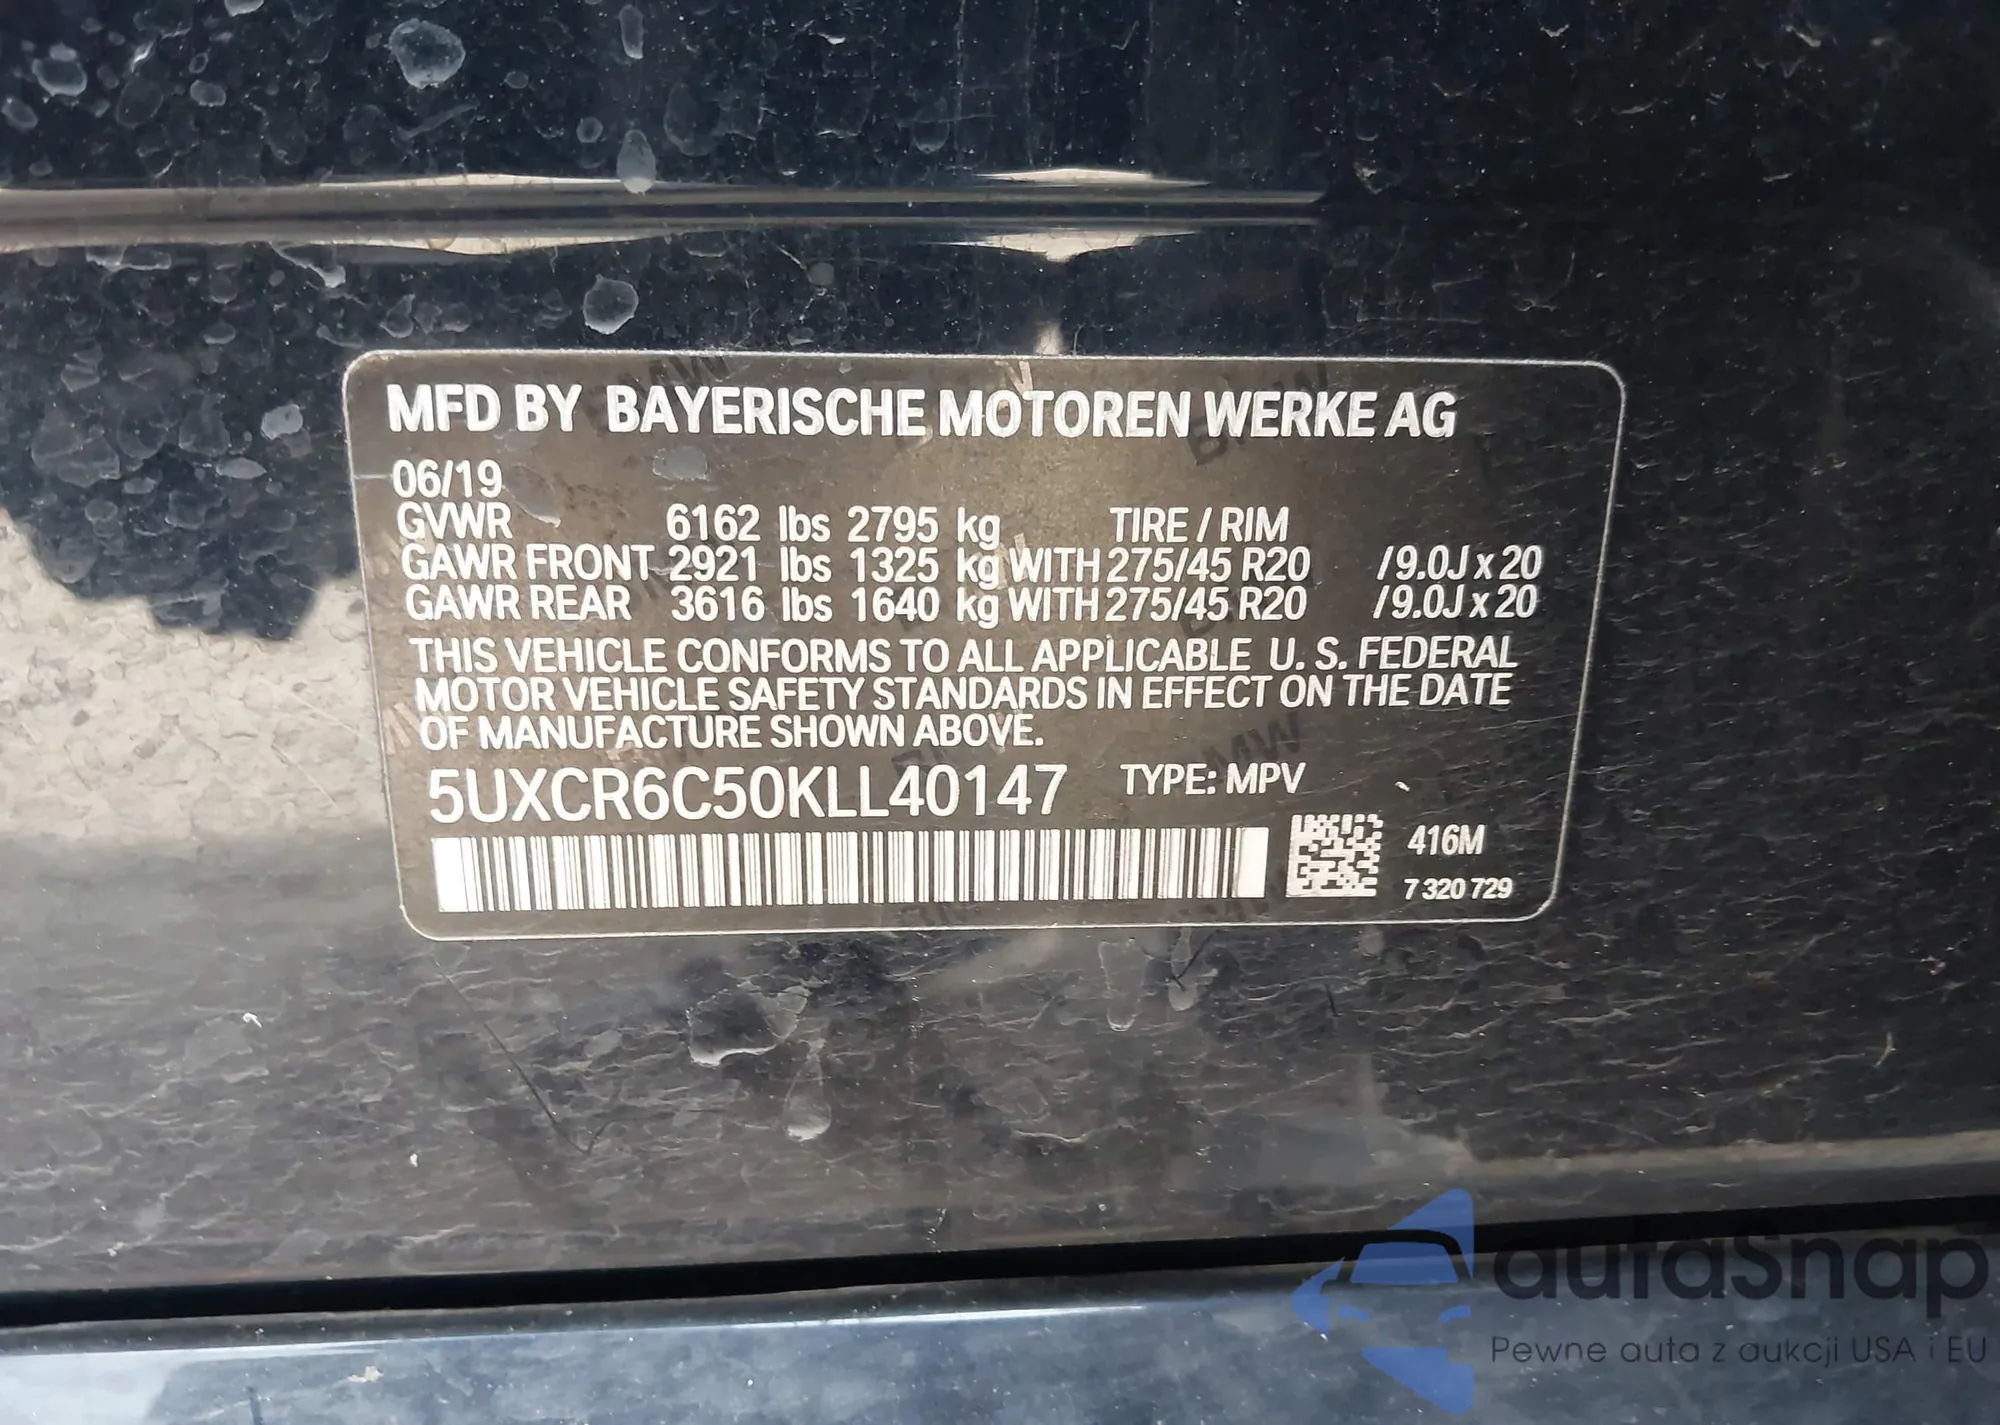 MFD BY BAYERISCHE MOTOREN WERKE AG
06/19
GVWR 6162 lbs 2795 kg TIRE / RIM
GAWR FRONT 2921 lbs 1325 kg WITH 275/45 R20 /9.0J x 20
GAWR REAR 3616 lbs 1640 kg WITH 275/45 R20 /9.0J x 20
THIS VEHICLE CONFORMS TO ALL APPLICABLE U. S. FEDERAL
MOTOR VEHICLE SAFETY STANDARDS IN EFFECT ON THE DATE
OF MANUFACTURE SHOWN ABOVE.
5UXCR6C50KLL40147 TYPE: MPV
416M
7 320 729
autaSnap
Pewne auta z aukcji USA i EU